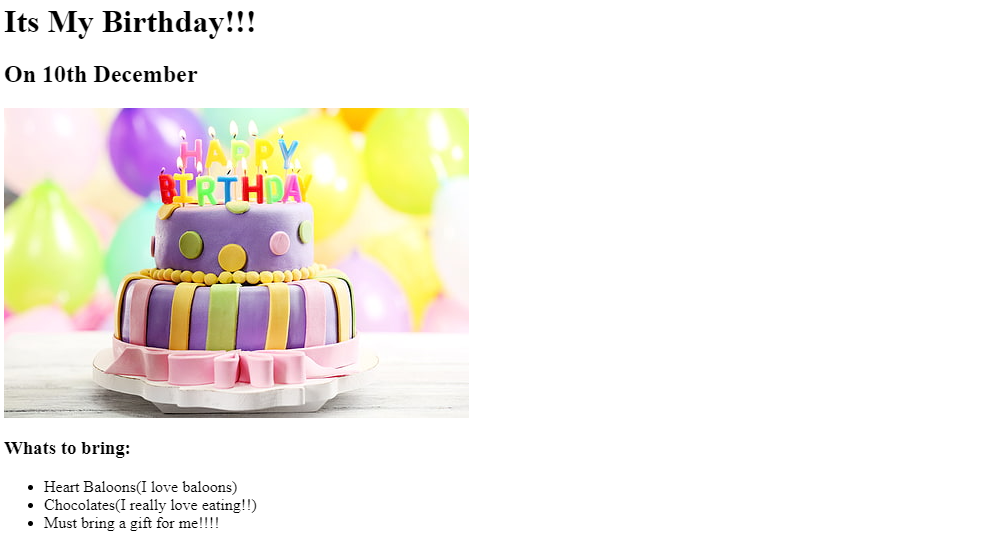 Its My Birthday!!!
On 10th December
HAPPY
BIRTHDAY
Whats to bring:
Heart Baloons(I love baloons)
Chocolates(I really love eating!!)
Must bring a gift for me!!!!